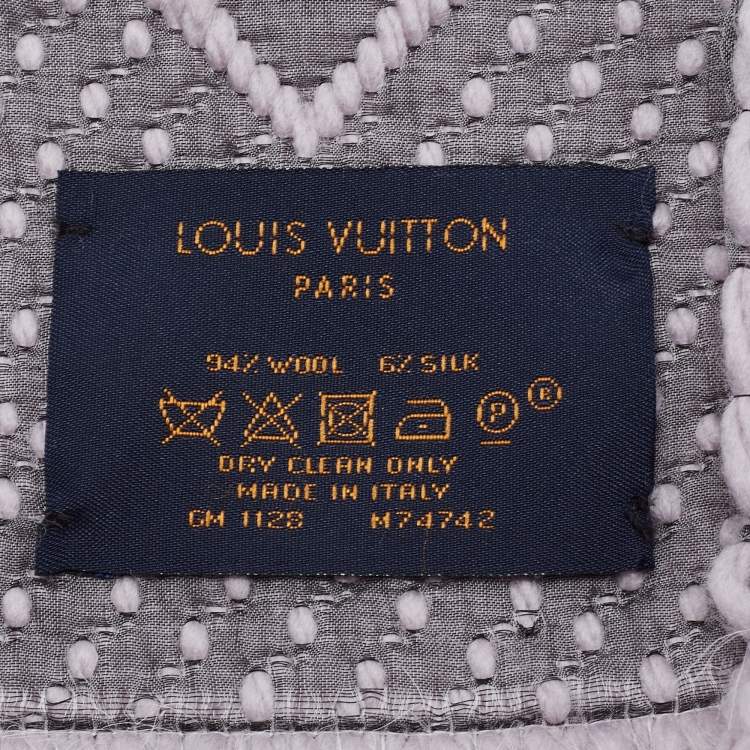 LOUIS VUITTON
PARIS
94% WOOL 6% SILK
P E
DRY CLEAN ONLY
MADE IN ITALY
GM 1128 M74742